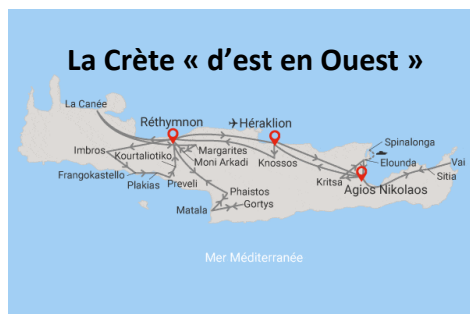 La Crète « d’est en Ouest »
La Canée
Réthymnon
Héraklion
Spinalonga
Imbros
Margarites
Kourtaliotiko
Moni Arkadi
Knossos
Elounda
Vai
Sitia
Frangokastello
Kritsa
Plakias
Preveli
Agios Nikolaos
Phaistos
Matala
Gortys
Mer Méditerranée